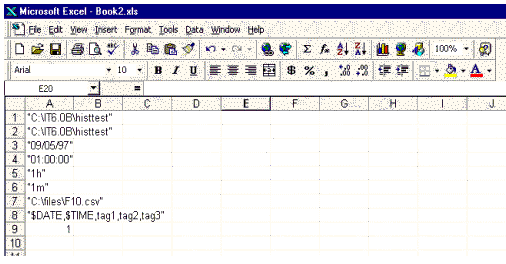 Microsoft Excel - Book2.xls
File Edit View Insert Format Tools Data Window Help
100%
Arial 10 B I U $ % ,
E20 =
A B C D E F G H I J
1 "C:\IT6.0B\histtest"
2 "C:\IT6.0B\histtest"
3 "09/05/97"
4 "01:00:00"
5 "1h"
6 "1m"
7 "C:\files\F10.csv"
8 "$DATE,$TIME,tag1,tag2,tag3"
9 1
10